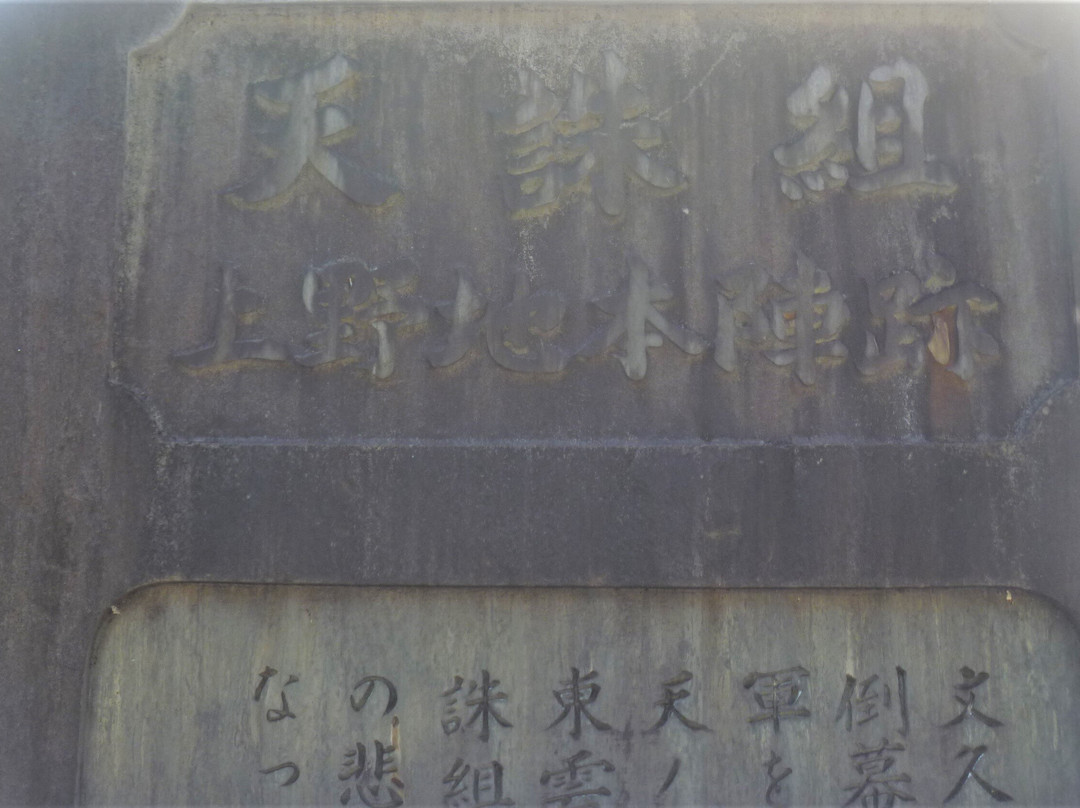 天誅組
上野地本陣跡
文久
倒幕
軍を
天ノ
東雲
誅組
の悲
なっ